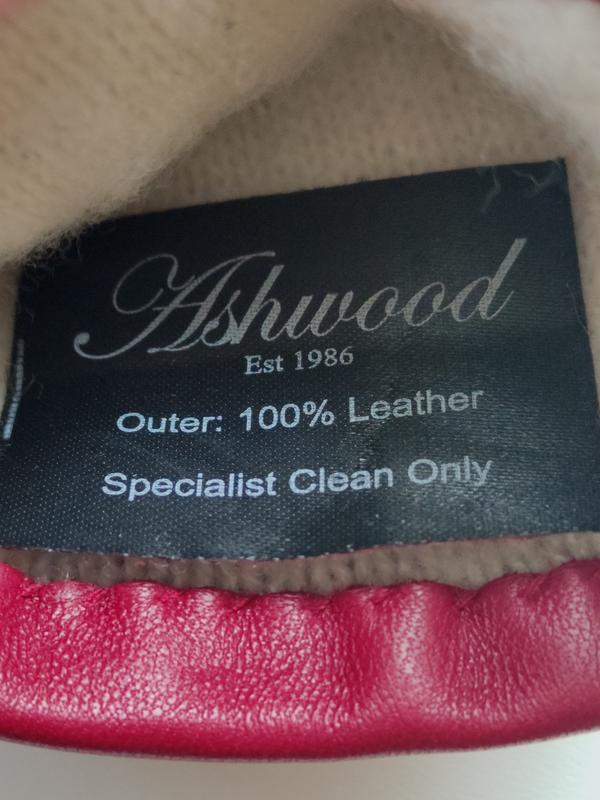 Ashwood
Est 1986
Outer: 100% Leather
Specialist Clean Only